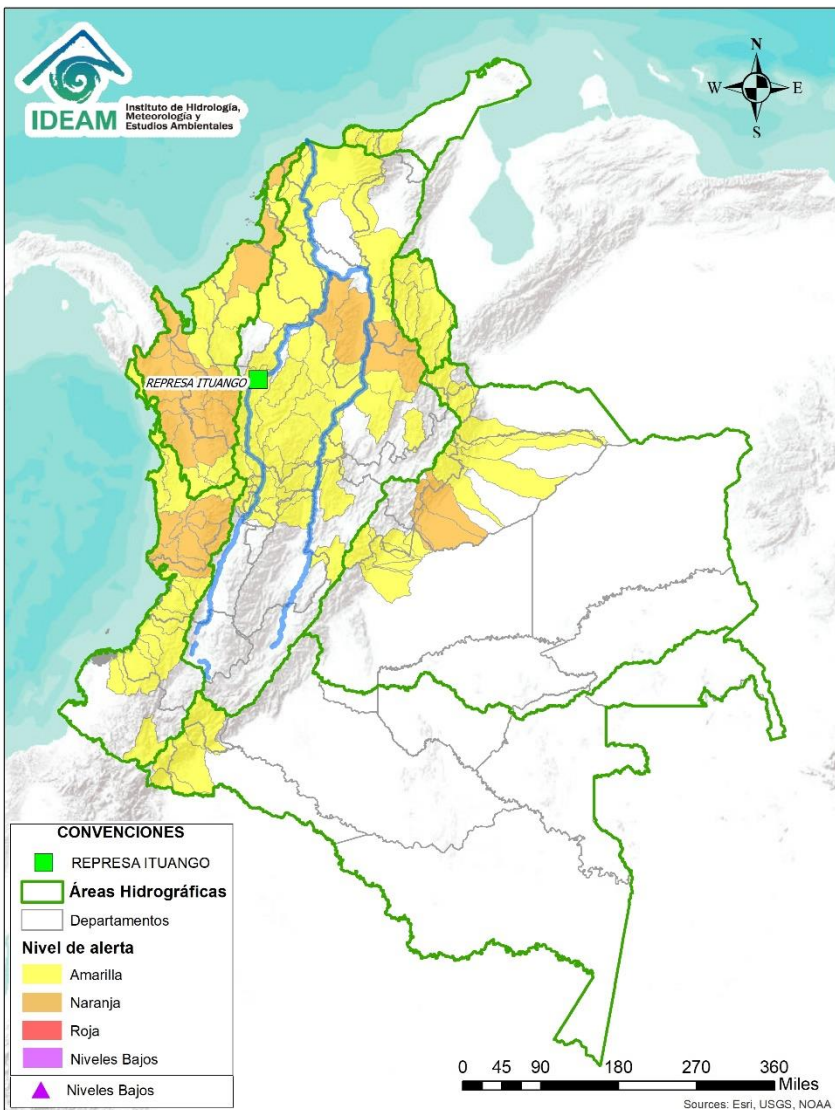 IDEAM
Instituto de Hidrología,
Meteorología y
Estudios Ambientales
N
W
E
S
REPRESA ITUANGO
CONVENCIONES
REPRESA ITUANGO
Áreas Hidrográficas
Departamentos
Nivel de alerta
Amarilla
Naranja
Roja
Niveles Bajos
Niveles Bajos
0 45 90 180 270 360
Miles
Sources: Esri, USGS, NOAA